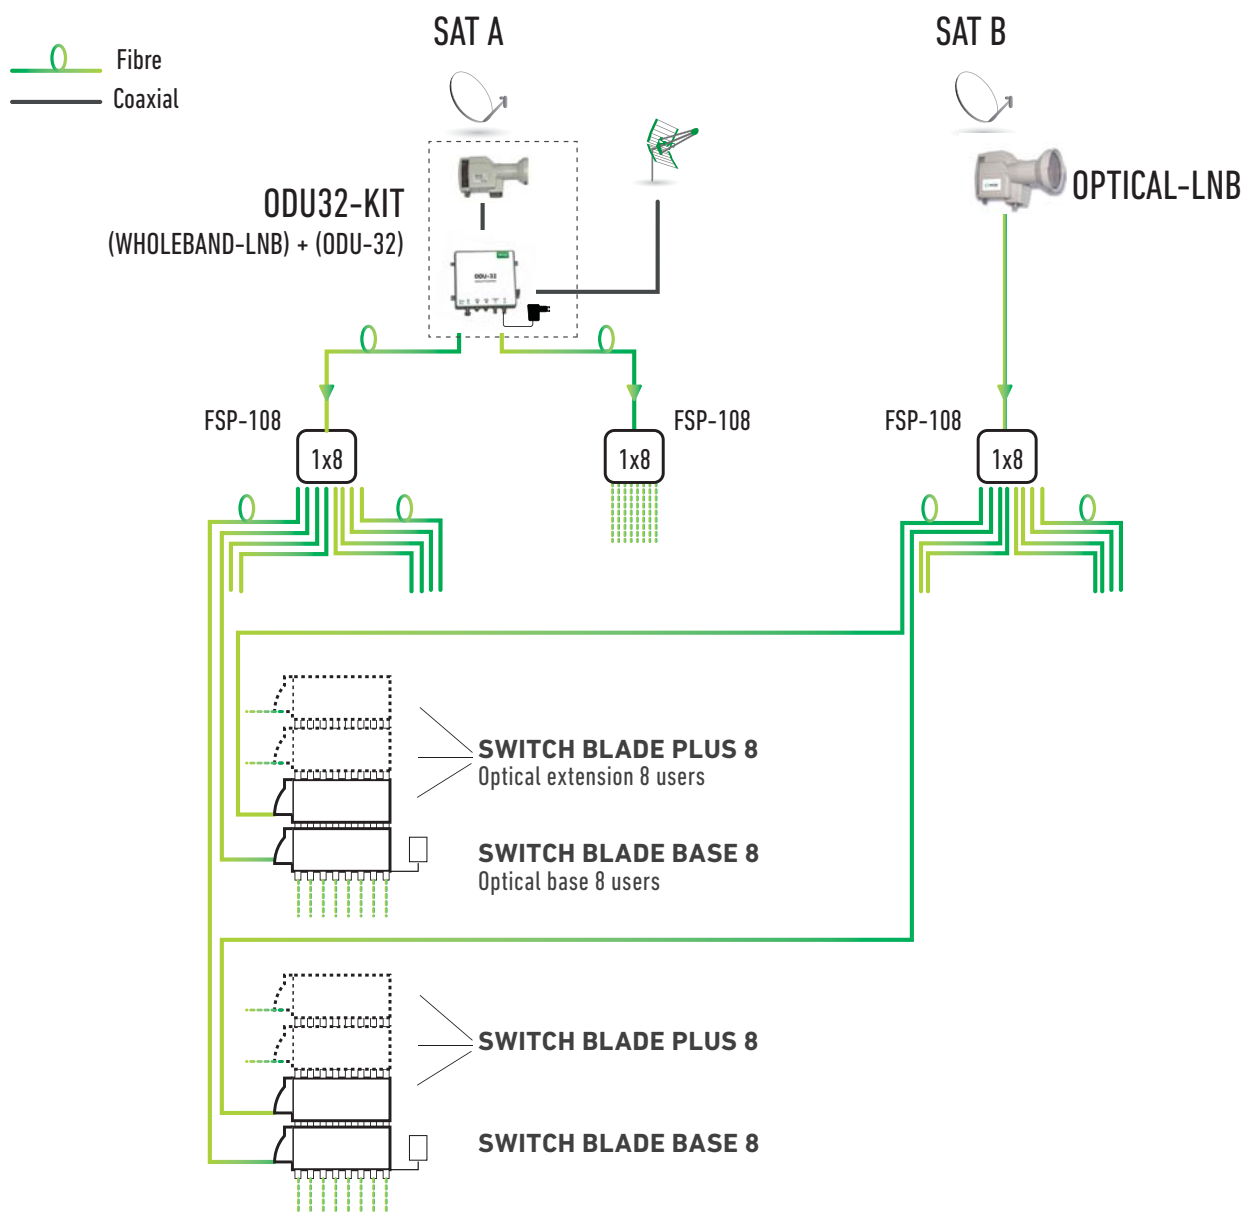 SAT A
SAT B
Fibre
Coaxial
ODU32-KIT
(WHOLEBAND-LNB) + (ODU-32)
ODU-32
OPTICAL-LNB
FSP-108
1x8
FSP-108
1x8
FSP-108
1x8
SWITCH BLADE PLUS 8
Optical extension 8 users
SWITCH BLADE BASE 8
Optical base 8 users
SWITCH BLADE PLUS 8
SWITCH BLADE BASE 8